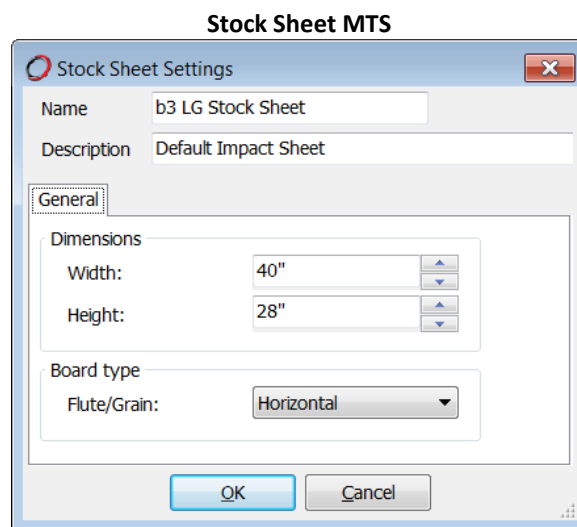 Stock Sheet MTS
Stock Sheet Settings
Name b3 LG Stock Sheet
Description Default Impact Sheet
General
Dimensions
Width: 40"
Height: 28"
Board type
Flute/Grain: Horizontal
OK Cancel